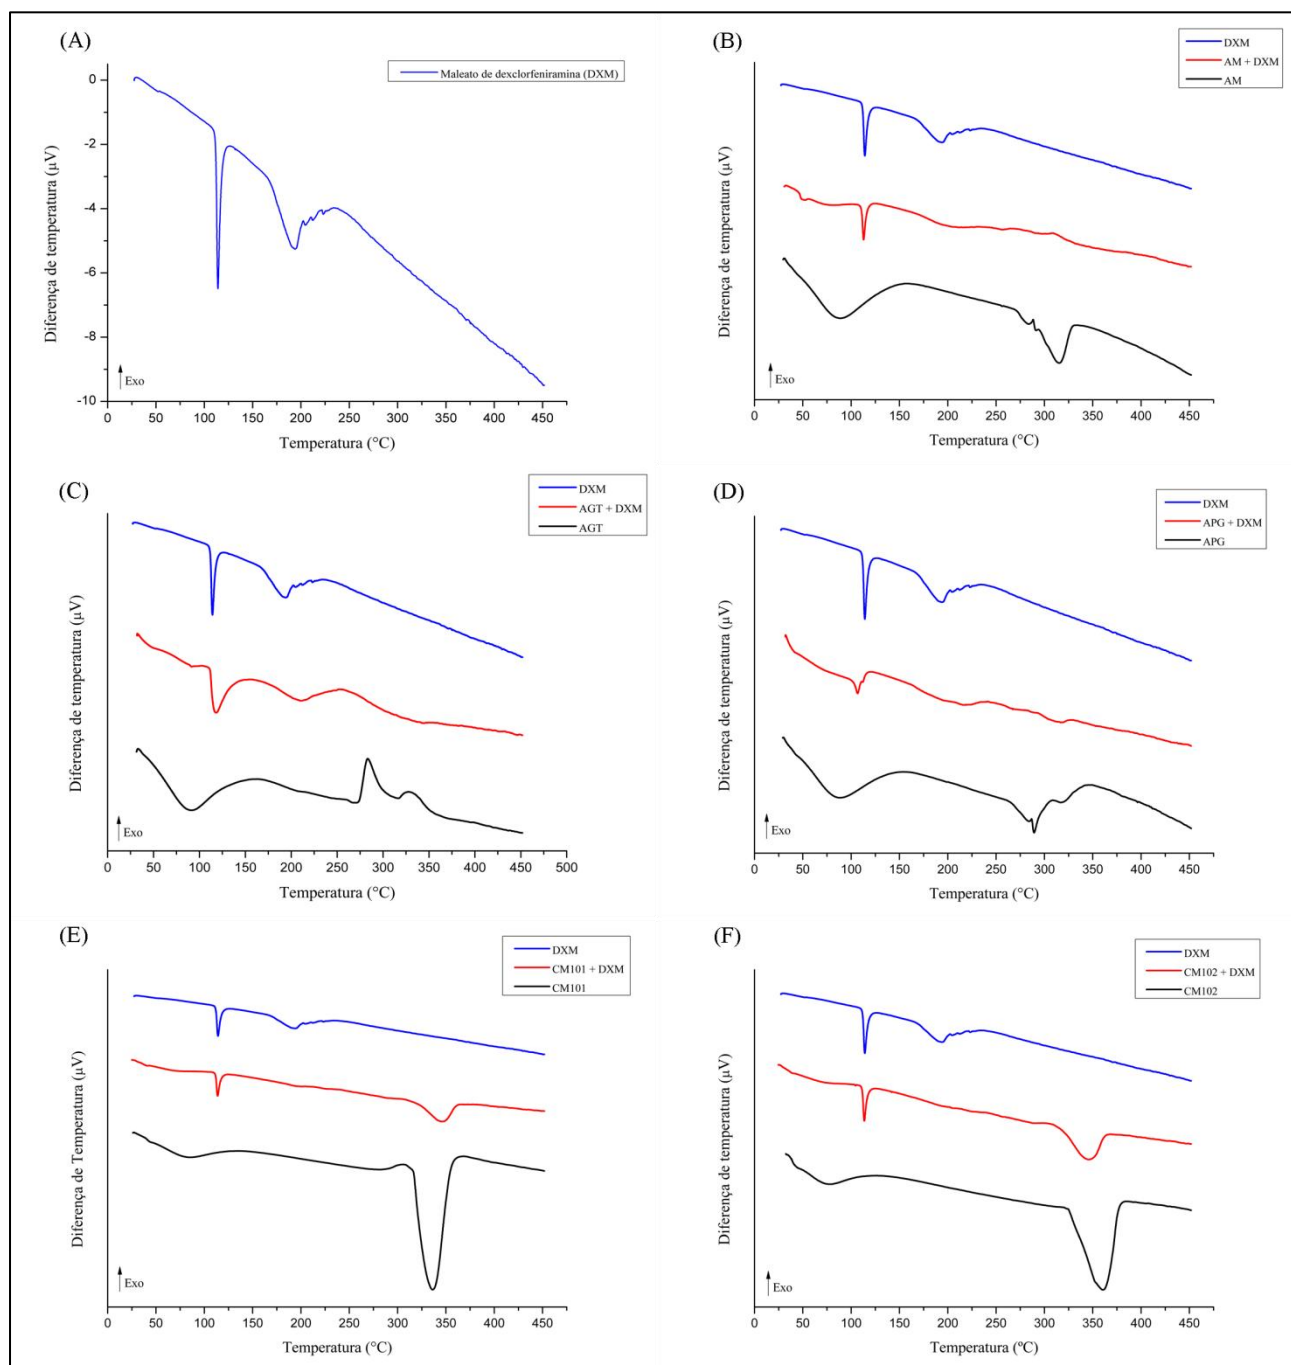 (A)
Maleato de dexclorfeniramina (DXM)
Diferença de temperatura (µV)
0
-2
-4
-6
-8
-10
Exo
0 50 100 150 200 250 300 350 400 450
Temperatura (°C)
(B)
DXM
AM + DXM
AM
Diferença de temperatura (µV)
Exo
0 50 100 150 200 250 300 350 400 450
Temperatura (°C)
(C)
DXM
AGT + DXM
AGT
Diferença de temperatura (µV)
Exo
0 50 100 150 200 250 300 350 400 450 500
Temperatura (°C)
(D)
DXM
APG + DXM
APG
Diferença de temperatura (µV)
Exo
0 50 100 150 200 250 300 350 400 450
Temperatura (°C)
(E)
DXM
CM101 + DXM
CM101
Diferença de Temperatura (µV)
Exo
0 50 100 150 200 250 300 350 400 450
Temperatura (°C)
(F)
DXM
CM102 + DXM
CM102
Diferença de temperatura (µV)
Exo
0 50 100 150 200 250 300 350 400 450
Temperatura (ºC)